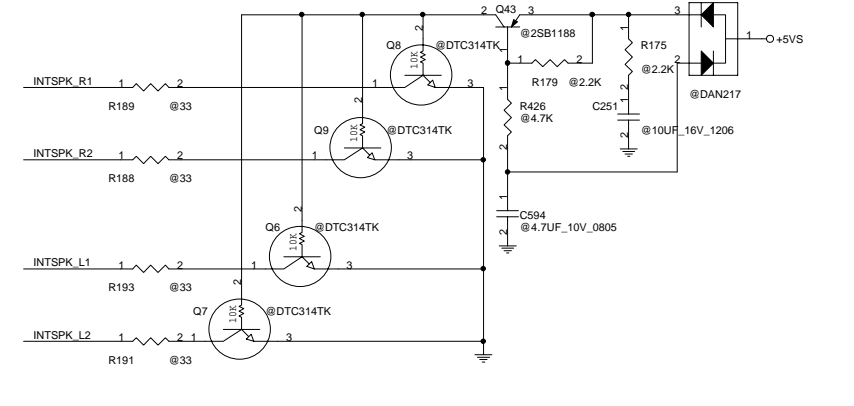 2 Q43 3
3
@2SB1188
1 +5VS
2
Q8 @DTC314TK
10K
1
R175
@2.2K
2
1 2
R179 @2.2K
@DAN217
INTSPK_R1 1 2 1 3
R189 @33
1
R426
@4.7K
2
C251
1
2
@10UF_16V_1206
2
Q9 @DTC314TK
10K
INTSPK_R2 1 2 1 3
R188 @33
1
C594
@4.7UF_10V_0805
2
2
Q6 @DTC314TK
10K
INTSPK_L1 1 2 1 3
R193 @33
2
Q7 @DTC314TK
10K
INTSPK_L2 1 2 1 3
R191 @33